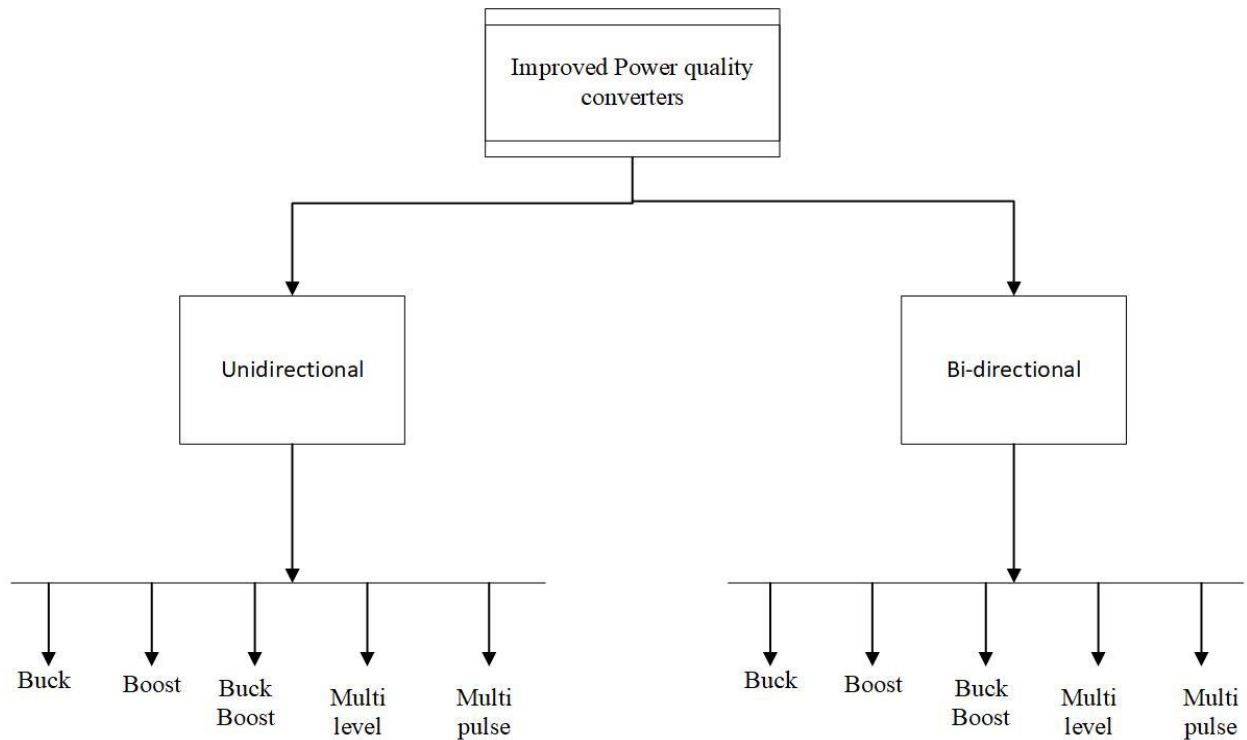 Improved Power quality
converters
Unidirectional
Bi-directional
Buck
Boost
Buck
Boost
Multi
level
Multi
pulse
Buck
Boost
Buck
Boost
Multi
level
Multi
pulse